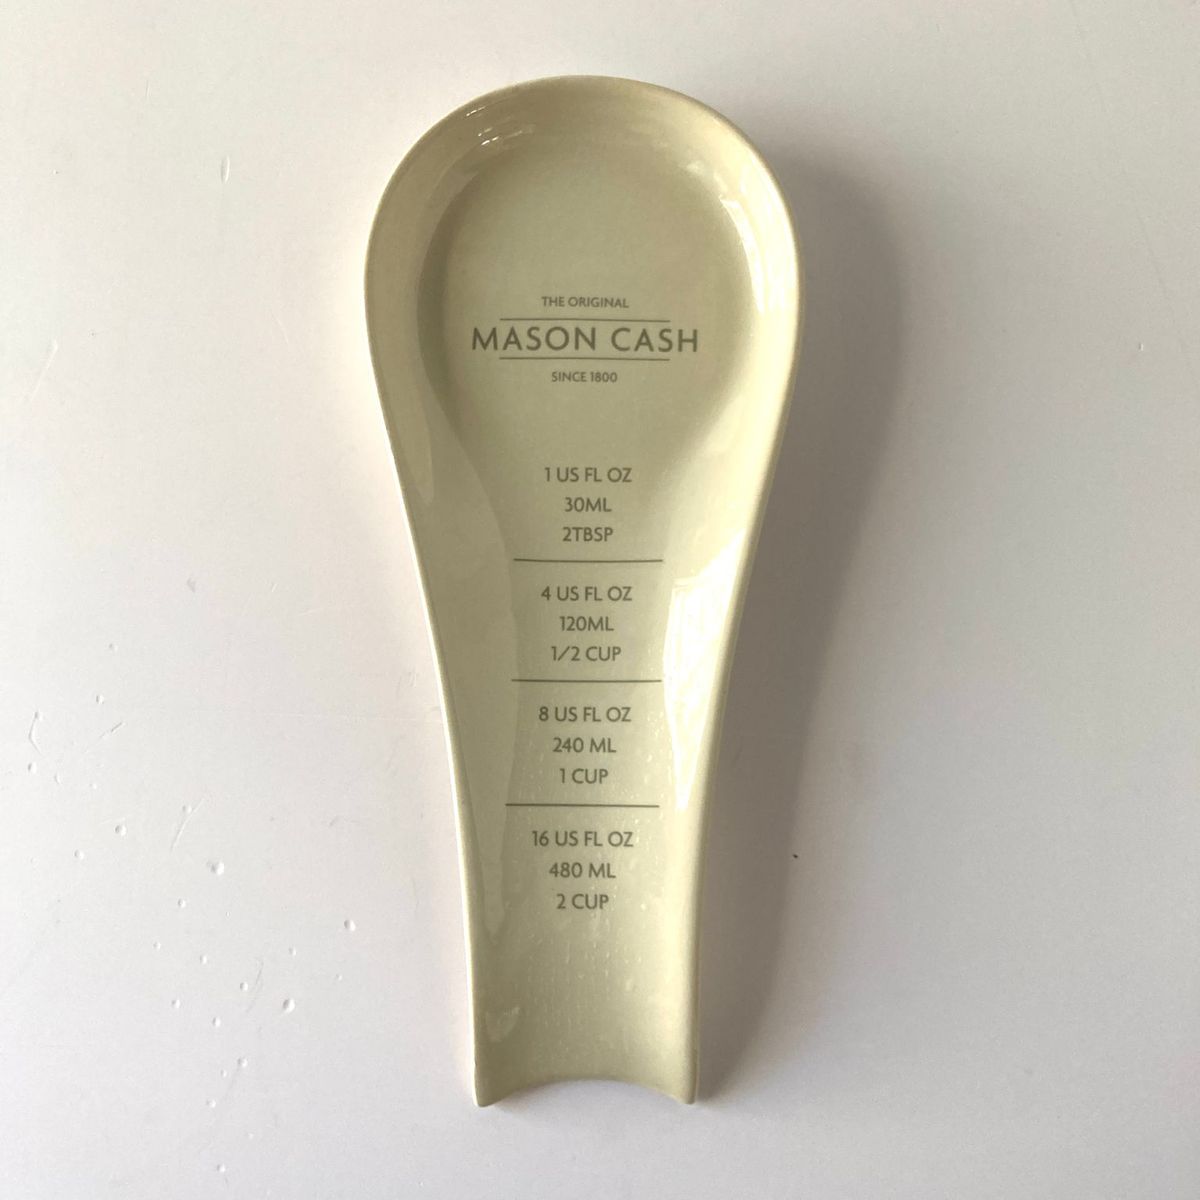 THE ORIGINAL
MASON CASH
SINCE 1800
1 US FL OZ
30ML
2TBSP
4 US FL OZ
120ML
1/2 CUP
8 US FL OZ
240 ML
1 CUP
16 US FL OZ
480 ML
2 CUP